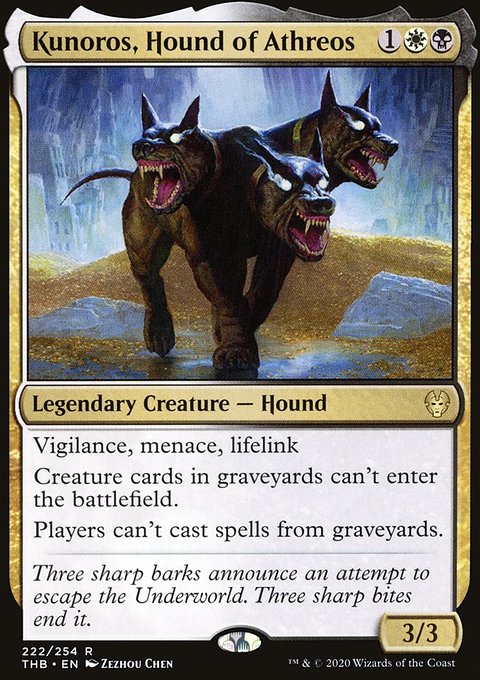 Kunoros, Hound of Athreos 1
Legendary Creature — Hound
Vigilance, menace, lifelink
Creature cards in graveyards can't enter
the battlefield.
Players can't cast spells from graveyards.
Three sharp barks announce an attempt to
escape the Underworld. Three sharp bites
end it.
3/3
222/254 R
THB • EN Zezhou Chen
™ & © 2020 Wizards of the Coast